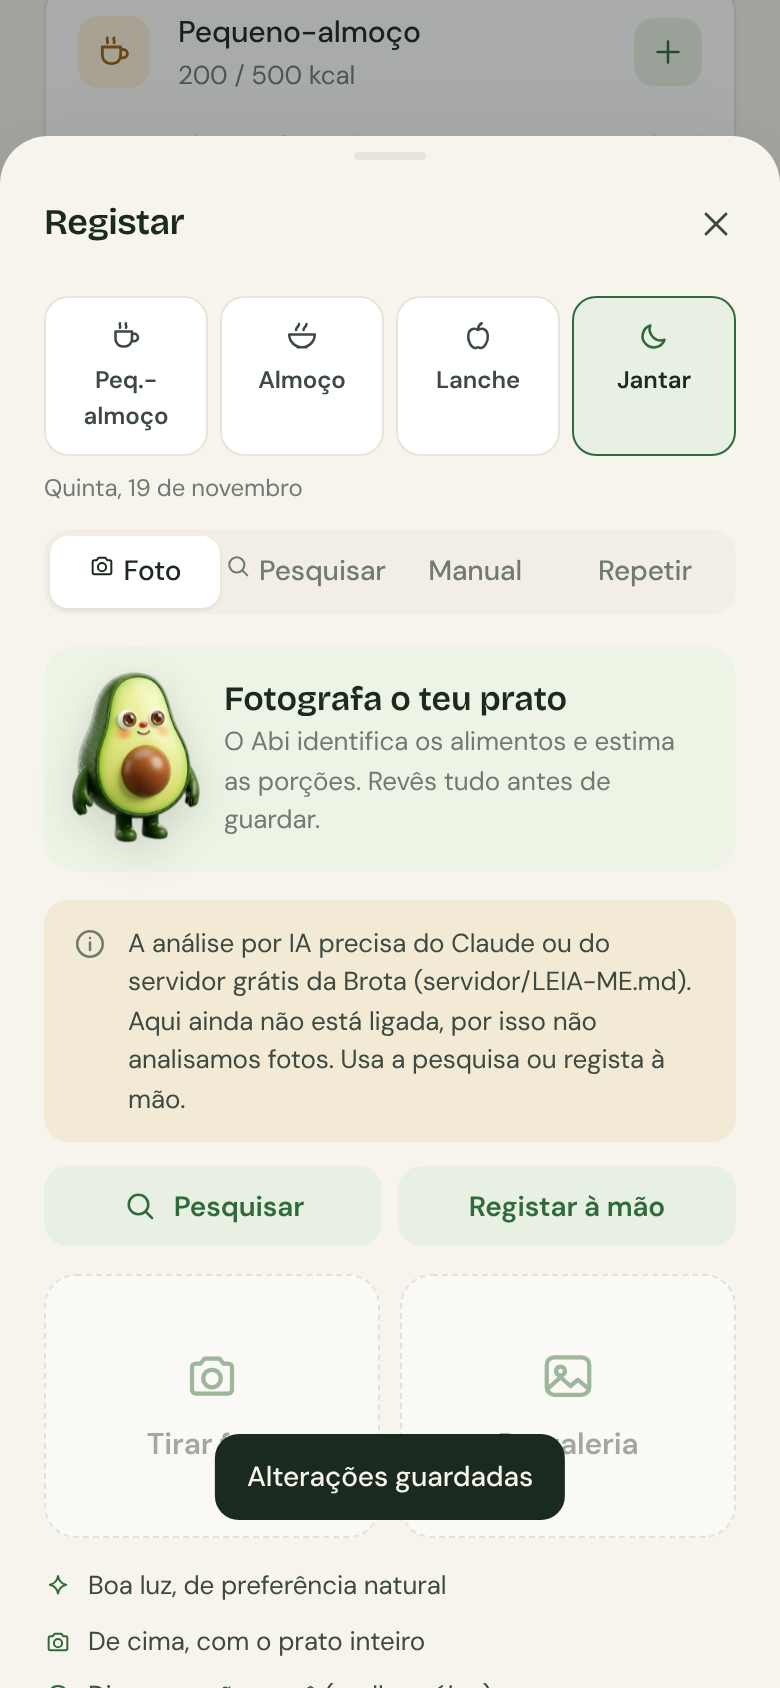 Pequeno-almoço
200 / 500 kcal
Registar
Peq.-
almoço
Almoço
Lanche
Jantar
Quinta, 19 de novembro
Foto
Pesquisar
Manual
Repetir
Fotografa o teu prato
O Abi identifica os alimentos e estima
as porções. Revês tudo antes de
guardar.
A análise por IA precisa do Claude ou do
servidor grátis da Brota (servidor/LEIA-ME.md).
Aqui ainda não está ligada, por isso não
analisamos fotos. Usa a pesquisa ou regista à
mão.
Pesquisar
Registar à mão
Tirar
Alterações guardadas
Boa luz, de preferência natural
De cima, com o prato inteiro